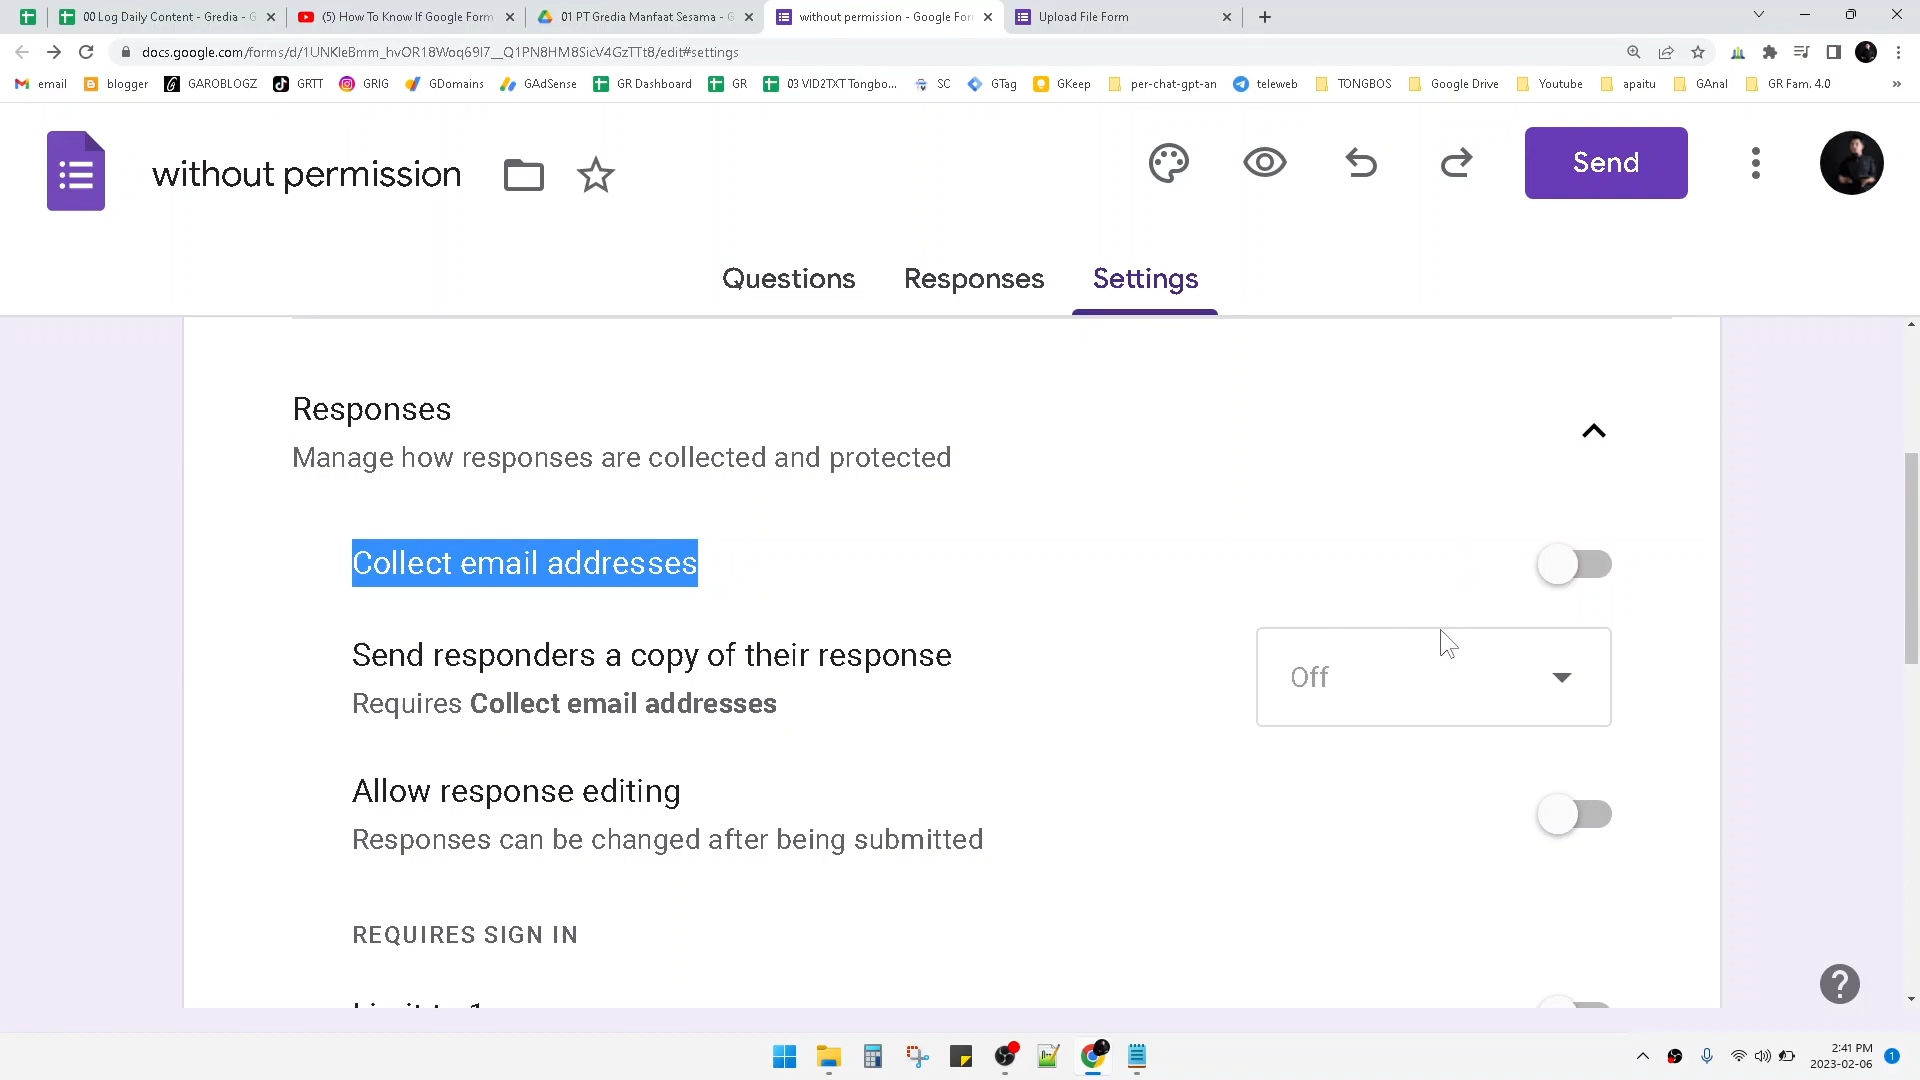 00 Log Daily Content - Gredia - G
(5) How To Know If Google Form
01 PT Gredia Manfaat Sesama - G
without permission - Google For
Upload File Form
docs.google.com/forms/d/1UNKIeBmm_hvOR18Woq69I7__Q1PN8HM8SicV4GzTTt8/edit#settings
email
blogger
GAROBLOGZ
GRTT
GRIG
GDomains
GAdSense
GR Dashboard
GR
03 VID2TXT Tongbo...
SC
GTag
GKeep
per-chat-gpt-an
teleweb
TONGBOS
Google Drive
Youtube
apaitu
GAnal
GR Fam. 4.0
»
without permission
Send
Questions
Responses
Settings
Responses
Manage how responses are collected and protected
Collect email addresses
Send responders a copy of their response
Requires Collect email addresses
Off
Allow response editing
Responses can be changed after being submitted
REQUIRES SIGN IN
2:41 PM
2023-02-06
1